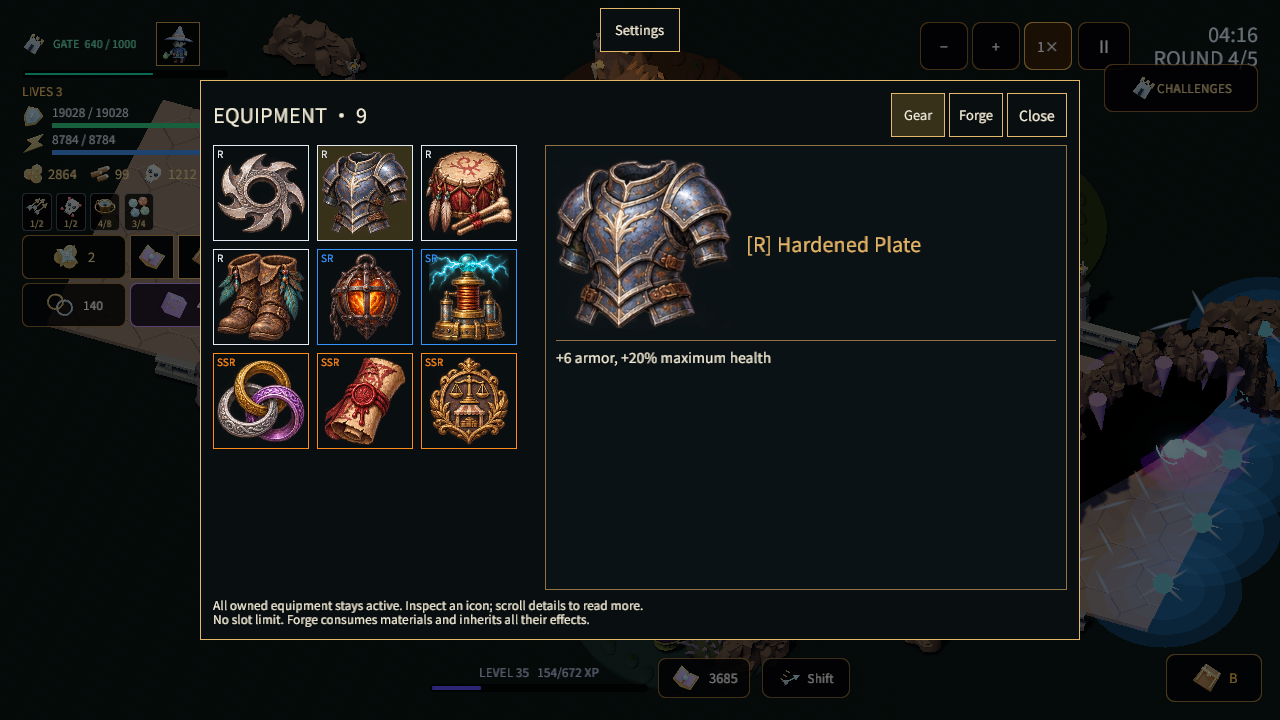 Settings
GATE 640 / 1000
1×
04:16
ROUND 4/5
CHALLENGES
LIVES 3
19028 / 19028
8784 / 8784
2864
99
1212
1/2
1/2
4/8
3/4
2
140
EQUIPMENT • 9
Gear
Forge
Close
R
R
R
R
SR
SR
SSR
SSR
SSR
[R] Hardened Plate
+6 armor, +20% maximum health
All owned equipment stays active. Inspect an icon; scroll details to read more.
No slot limit. Forge consumes materials and inherits all their effects.
LEVEL 35 154/672 XP
3685
Shift
B